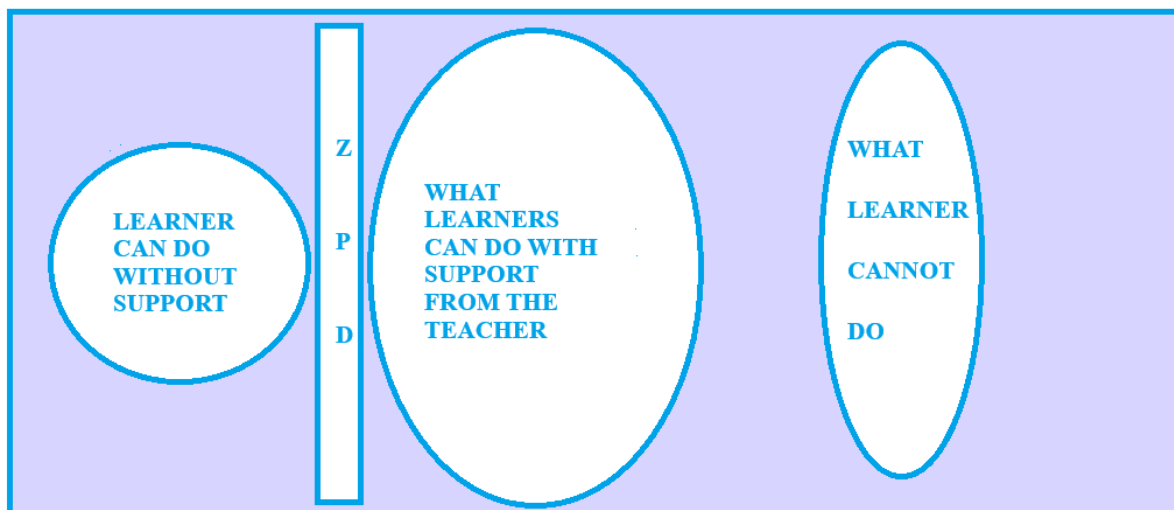 LEARNER
CAN DO
WITHOUT
SUPPORT
Z
P
D
WHAT
LEARNERS
CAN DO WITH
SUPPORT
FROM THE
TEACHER
WHAT
LEARNER
CANNOT
DO